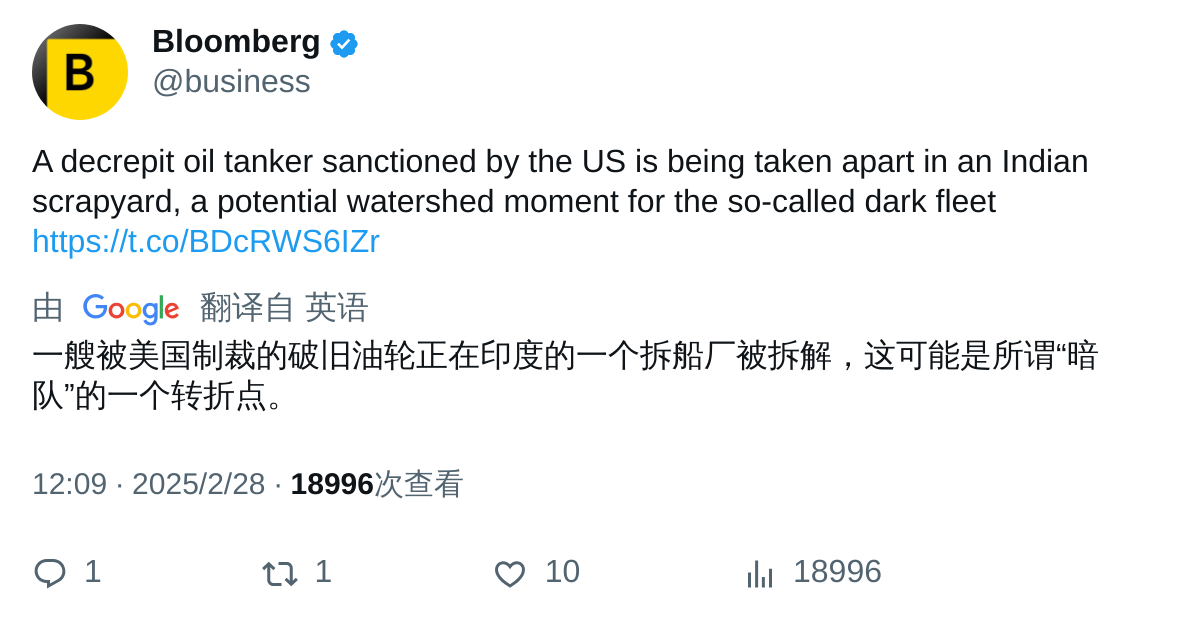 B
Bloomberg
@business
A decrepit oil tanker sanctioned by the US is being taken apart in an Indian
scrapyard, a potential watershed moment for the so-called dark fleet
https://t.co/BDcRWS6IZr
由 Google 翻译自 英语
一艘被美国制裁的破旧油轮正在印度的一个拆船厂被拆解，这可能是所谓“暗
队”的一个转折点。
12:09 · 2025/2/28 · 18996次查看
1 1 10 18996